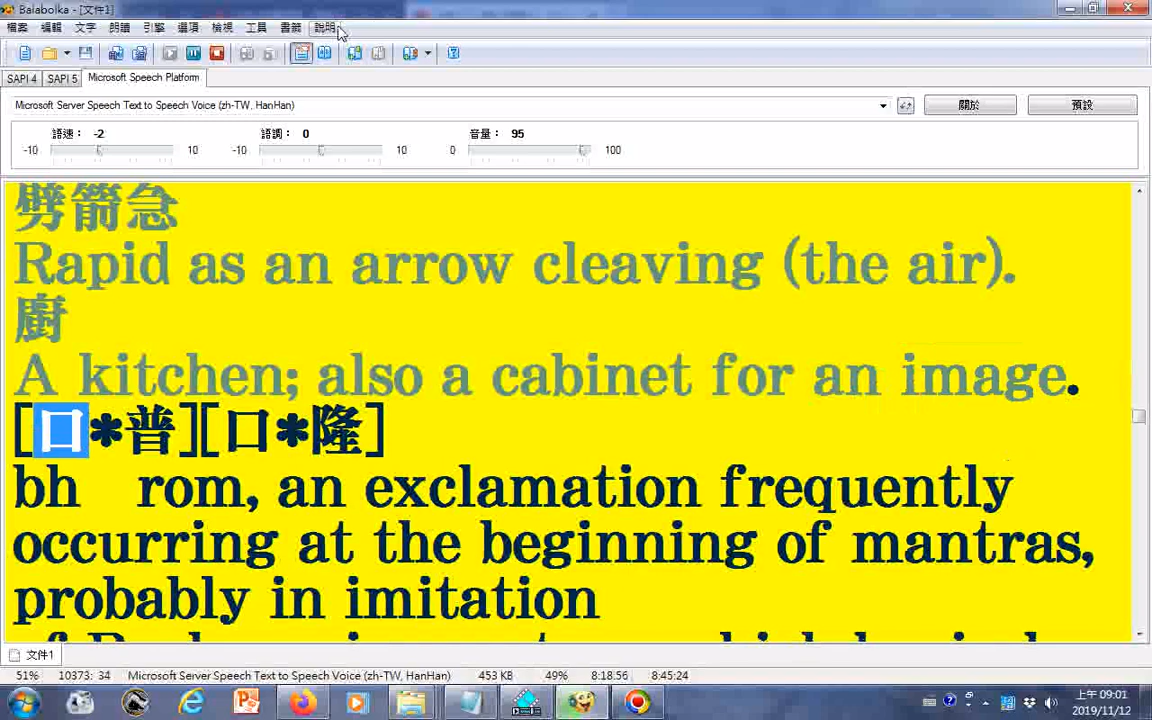 Balabolka - [文件1]
檔案 編輯 文字 朗讀 引擎 選項 檢視 工具 書籤 說明
SAPI 4 SAPI 5 Microsoft Speech Platform
Microsoft Server Speech Text to Speech Voice (zh-TW, HanHan) 關於 預設
語速： -2 語調： 0 音量： 95
-10 10 -10 10 0 100
劈箭急
Rapid as an arrow cleaving (the air).
廚
A kitchen; also a cabinet for an image.
[口*普][口*隆]
bh rom, an exclamation frequently
occurring at the beginning of mantras,
probably in imitation
文件1
51% 10373: 34 Microsoft Server Speech Text to Speech Voice (zh-TW, HanHan) 453 KB 49% 8:18:56 8:45:24
上午 09:01
2019/11/12